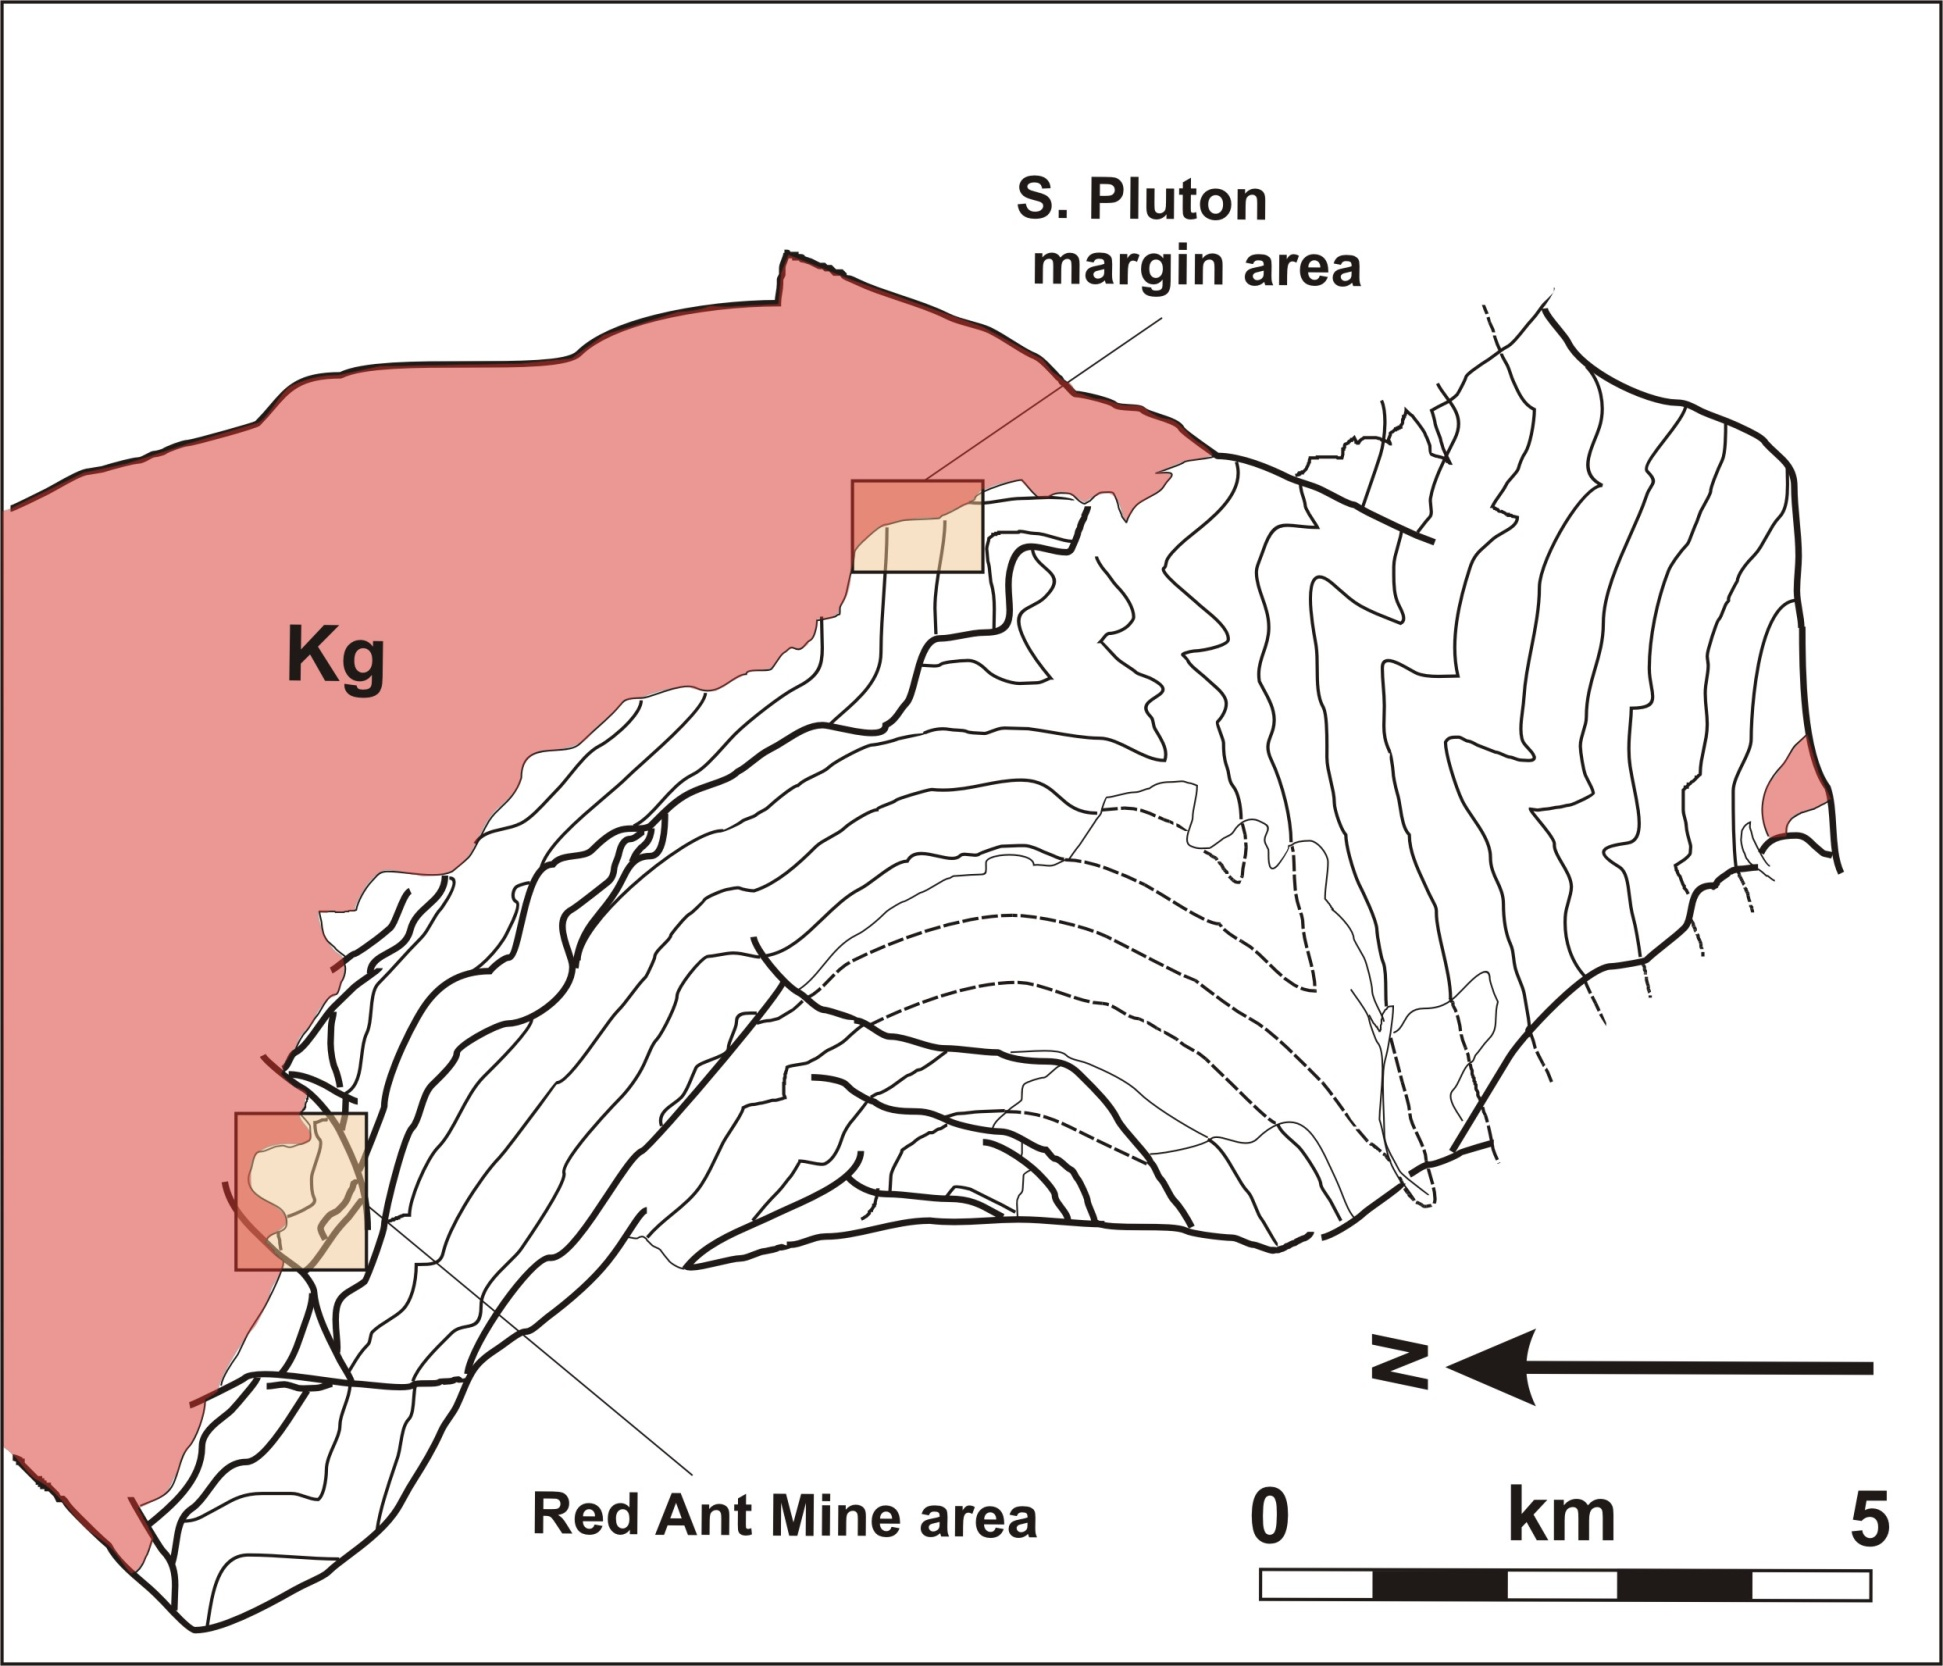 S. Pluton
margin area
Kg
N
Red Ant Mine area
0 km 5